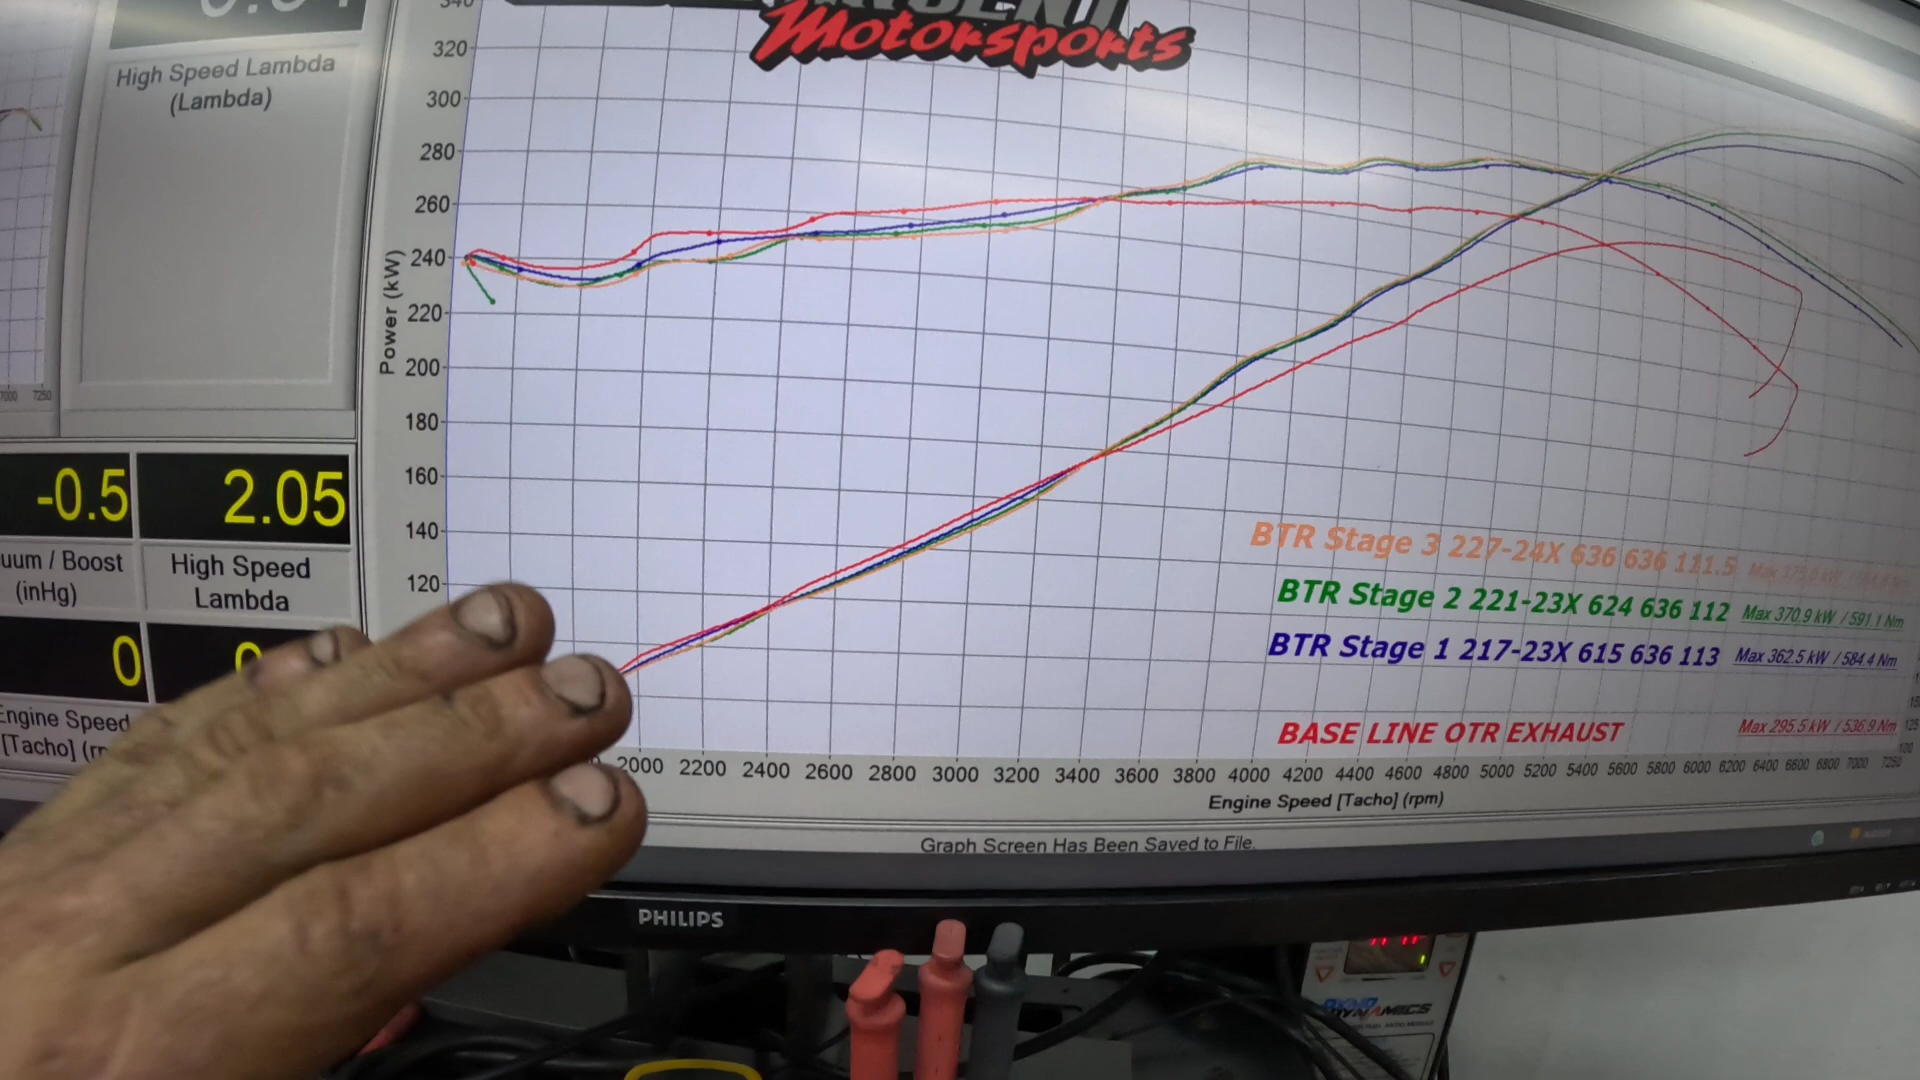 Motorsports
High Speed Lambda
(Lambda)
320
300
280
260
240
220
200
180
160
140
120
Power (kW)
7000 7250
-0.5
2.05
High Speed
Lambda
/ Boost
(inHg)
0
Engine Speed
[Tacho]
BTR Stage 3 227-24X 636 636 111.5
BTR Stage 2 221-23X 624 636 112 Max 370.9 kW / 591.1 Nm
BTR Stage 1 217-23X 615 636 113 Max 362.5 kW / 584.4 Nm
BASE LINE OTR EXHAUST Max 295.5 kW / 536.9 Nm
2000 2200 2400 2600 2800 3000 3200 3400 3600 3800 4000 4200 4400 4600 4800 5000 5200 5400 5600 5800 6000 6200 6400 6600 6800 7000 7250
Engine Speed [Tacho] (rpm)
Graph Screen Has Been Saved to File.
PHILIPS